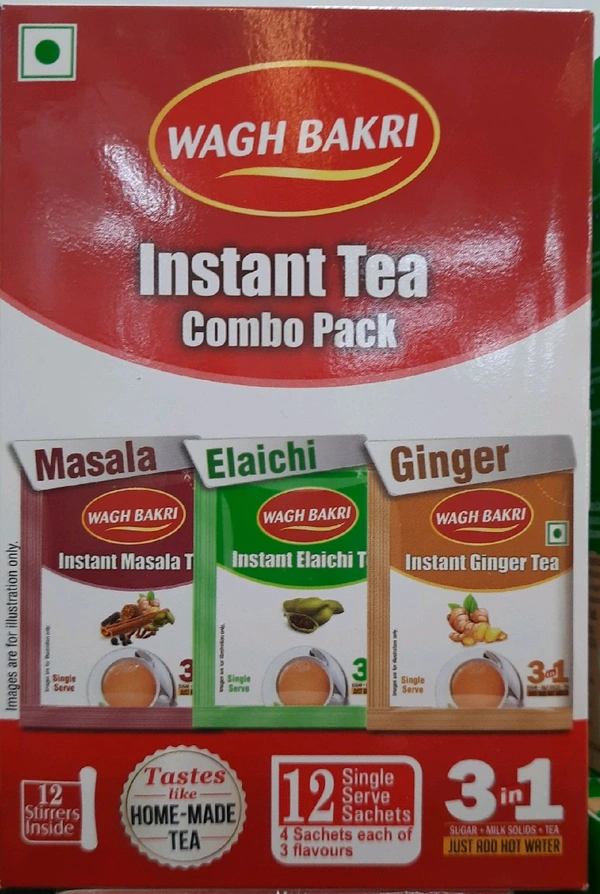 WAGH BAKRI
Instant Tea
Combo Pack
Masala
WAGH BAKRI
Instant Masala T
Single
Serve
3
Elaichi
WAGH BAKRI
Instant Elaichi T
Single
Serve
3
Ginger
WAGH BAKRI
Instant Ginger Tea
Single
Serve
3in1
Images are for illustration only.
12
Stirrers
Inside
Tastes
like
HOME-MADE
TEA
12 Single
Serve
Sachets
4 Sachets each of
3 flavours
3in1
SUGAR + MILK SOLIDS + TEA
JUST ADD HOT WATER